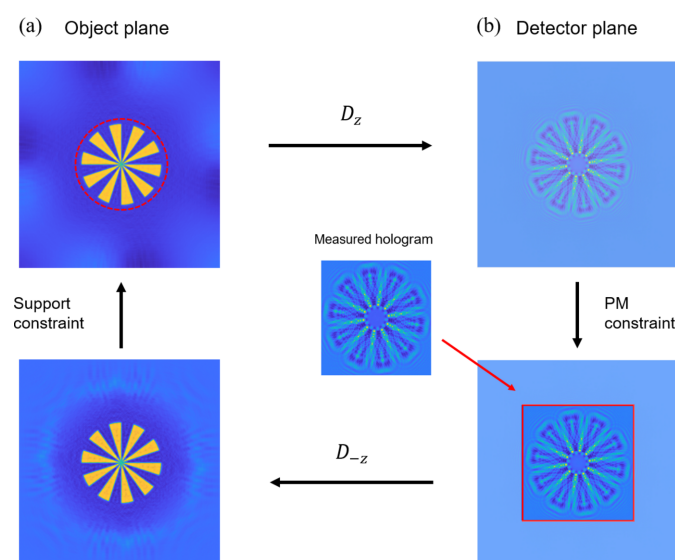 (a) Object plane
(b) Detector plane
D_z
Measured hologram
Support
constraint
PM
constraint
D_{-z}